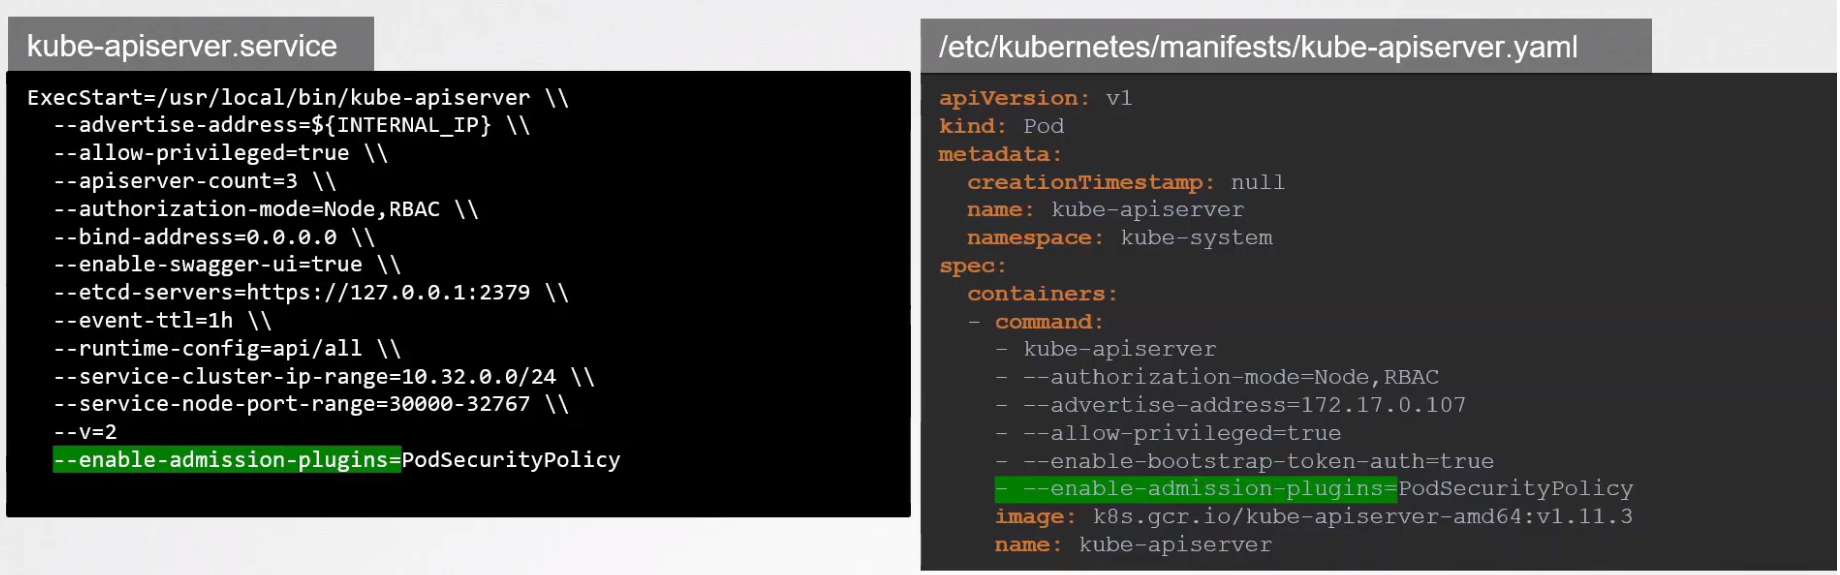 kube-apiserver.service
ExecStart=/usr/local/bin/kube-apiserver \\
--advertise-address=${INTERNAL_IP} \\
--allow-privileged=true \\
--apiserver-count=3 \\
--authorization-mode=Node,RBAC \\
--bind-address=0.0.0.0 \\
--enable-swagger-ui=true \\
--etcd-servers=https://127.0.0.1:2379 \\
--event-ttl=1h \\
--runtime-config=api/all \\
--service-cluster-ip-range=10.32.0.0/24 \\
--service-node-port-range=30000-32767 \\
--v=2
--enable-admission-plugins=PodSecurityPolicy
/etc/kubernetes/manifests/kube-apiserver.yaml
apiVersion: v1
kind: Pod
metadata:
  creationTimestamp: null
  name: kube-apiserver
  namespace: kube-system
spec:
  containers:
  - command:
    - kube-apiserver
    - --authorization-mode=Node,RBAC
    - --advertise-address=172.17.0.107
    - --allow-privileged=true
    - --enable-bootstrap-token-auth=true
    - --enable-admission-plugins=PodSecurityPolicy
    image: k8s.gcr.io/kube-apiserver-amd64:v1.11.3
    name: kube-apiserver